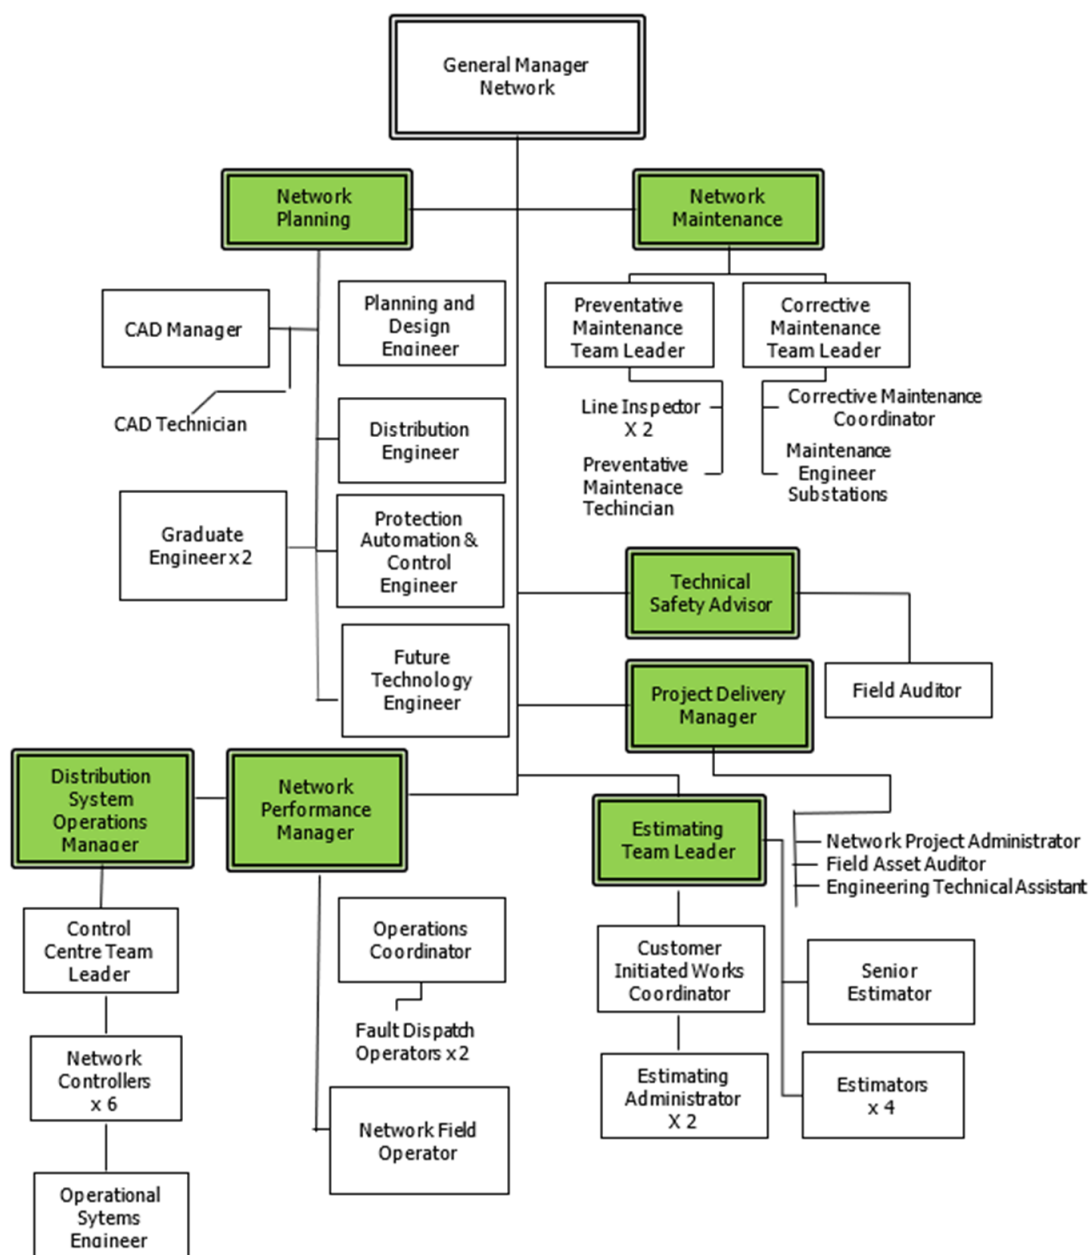 General Manager
Network
Network
Planning
Network
Maintenance
CAD Manager
CAD Technician
Planning and
Design
Engineer
Distribution
Engineer
Graduate
Engineer x2
Protection
Automation &
Control
Engineer
Future
Technology
Engineer
Preventative
Maintenance
Team Leader
Corrective
Maintenance
Team Leader
Line Inspector
X 2
Preventative
Maintenace
Techincian
Corrective Maintenance
Coordinator
Maintenance
Engineer
Substations
Technical
Safety Advisor
Field Auditor
Project Delivery
Manager
Distribution
System
Operations
Manager
Network
Performance
Manager
Estimating
Team Leader
Network Project Administrator
Field Asset Auditor
Engineering Technical Assistant
Control
Centre Team
Leader
Network
Controllers
x 6
Operational
Sytems
Engineer
Operations
Coordinator
Fault Dispatch
Operators x 2
Network Field
Operator
Customer
Initiated Works
Coordinator
Estimating
Administrator
X 2
Senior
Estimator
Estimators
x 4